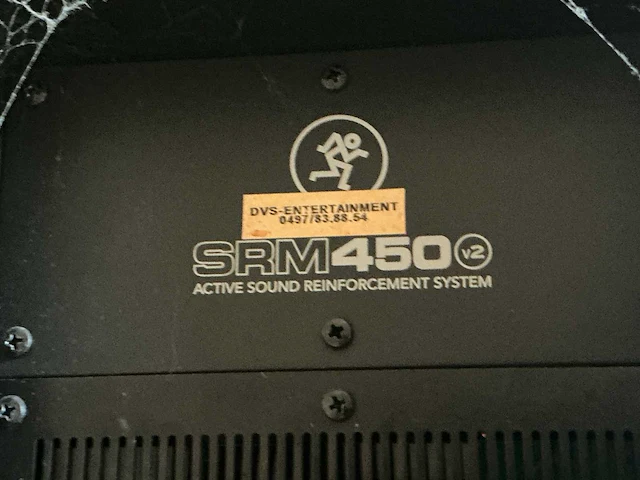 DVS-ENTERTAINMENT
0497/83.88.54
SRM450 v2
ACTIVE SOUND REINFORCEMENT SYSTEM